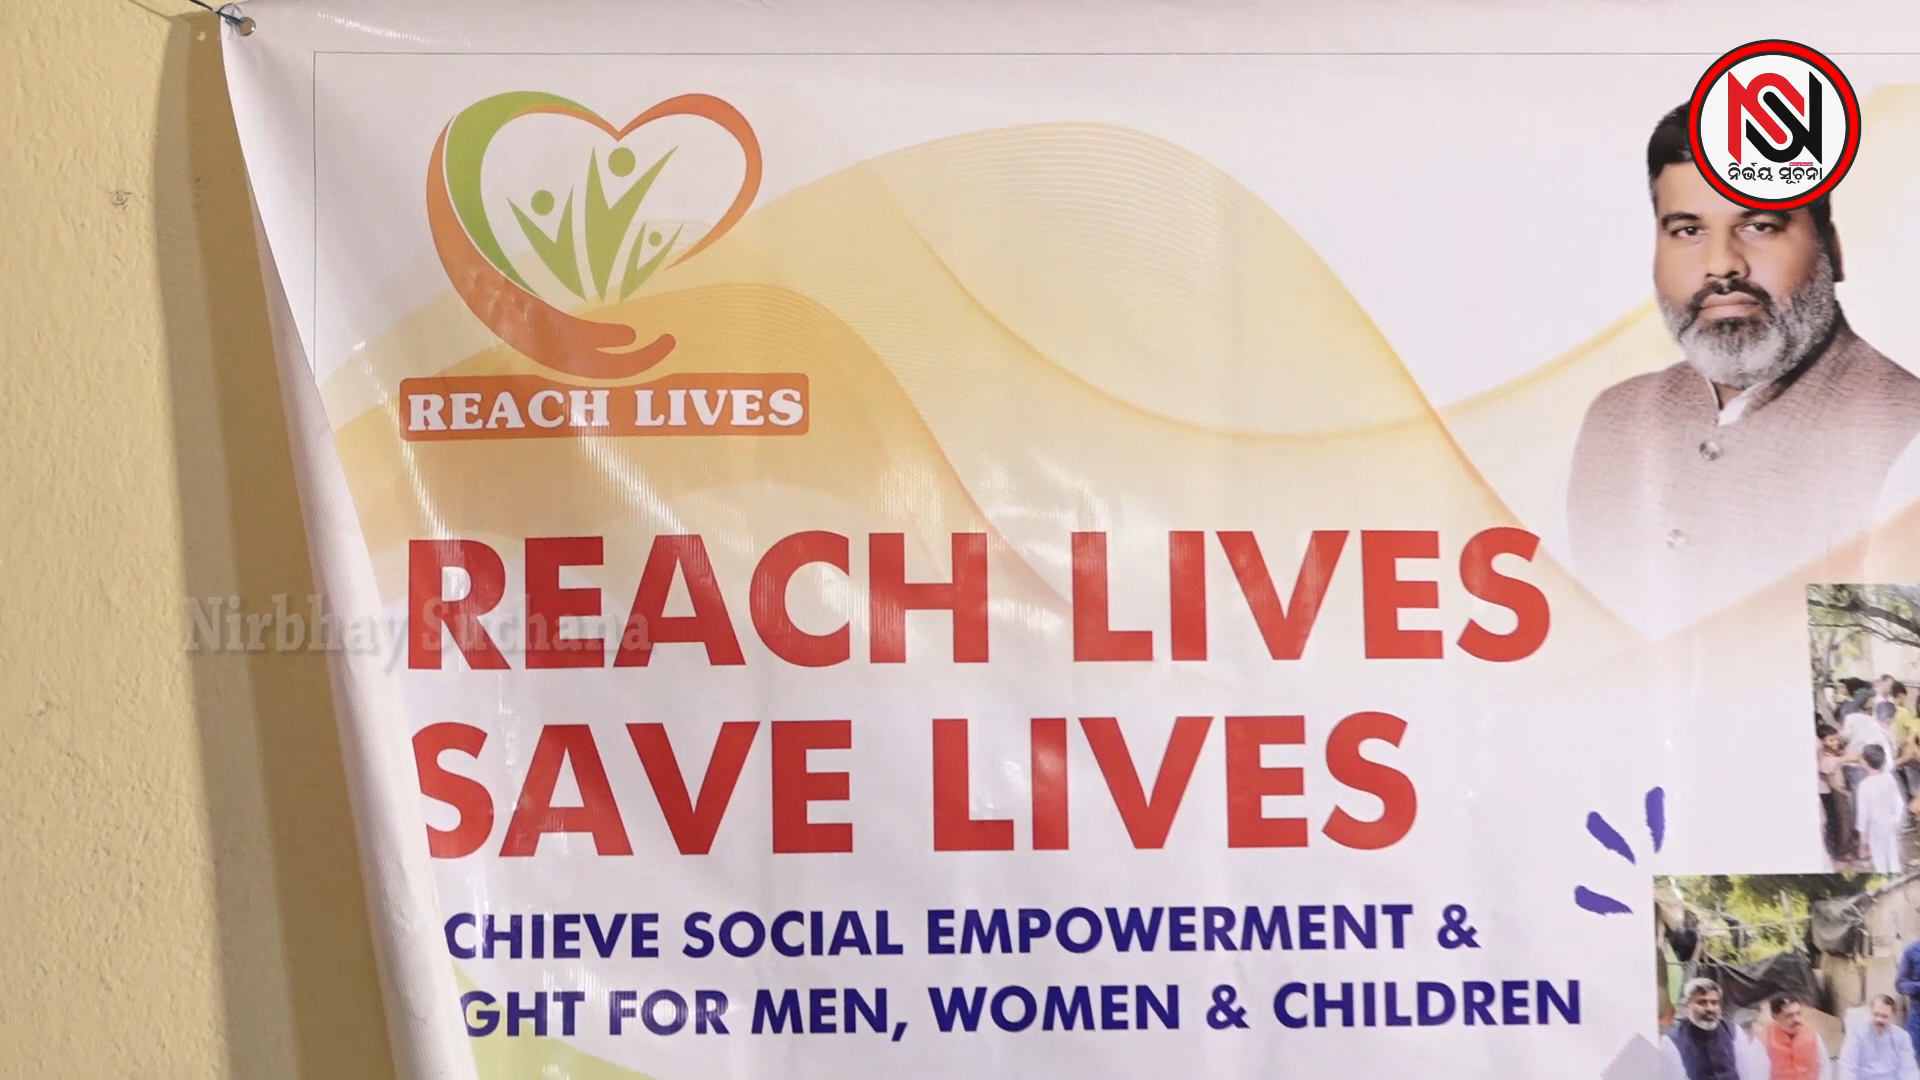 ନିର୍ଭୟ ସୂଚନା
REACH LIVES
REACH LIVES
Nirbhay Suchana
SAVE LIVES
CHIEVE SOCIAL EMPOWERMENT &
GHT FOR MEN, WOMEN & CHILDREN